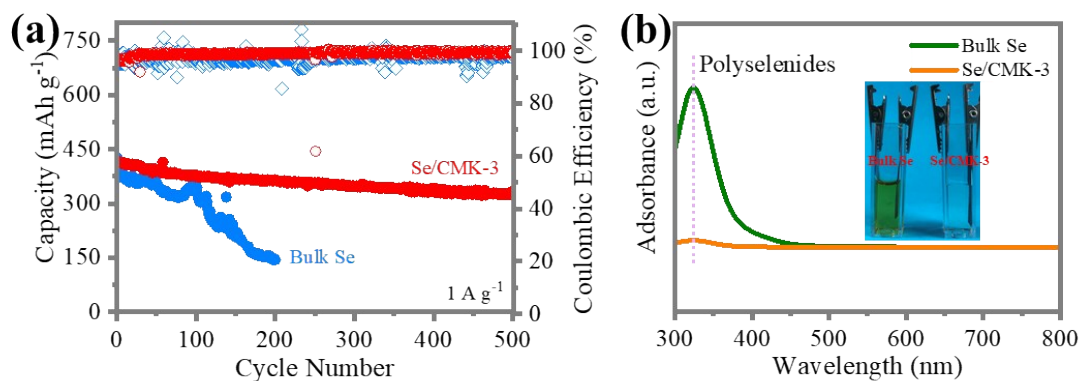 (a)
750
600
450
300
150
0
Capacity (mAh g⁻¹)
0
100
200
300
400
500
Cycle Number
100
80
60
40
20
0
Coulombic Efficiency (%)
Se/CMK-3
Bulk Se
1 A g⁻¹
(b)
Bulk Se
Se/CMK-3
Polyselenides
Bulk Se
Se/CMK-3
Adsorbance (a.u.)
300
400
500
600
700
800
Wavelength (nm)